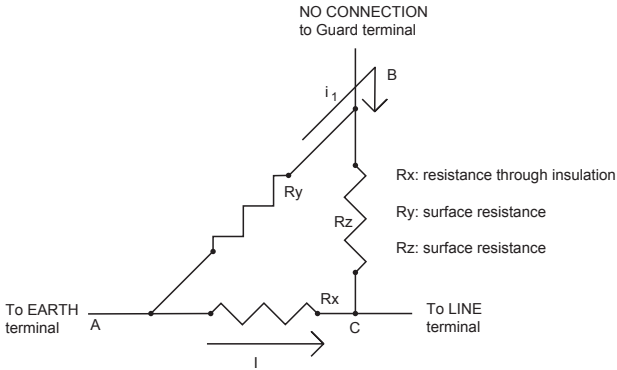 NO CONNECTION
to Guard terminal
B
i1
Rx: resistance through insulation
Ry
Ry: surface resistance
Rz
Rz: surface resistance
To EARTH
terminal
A
Rx
C
To LINE
terminal
I